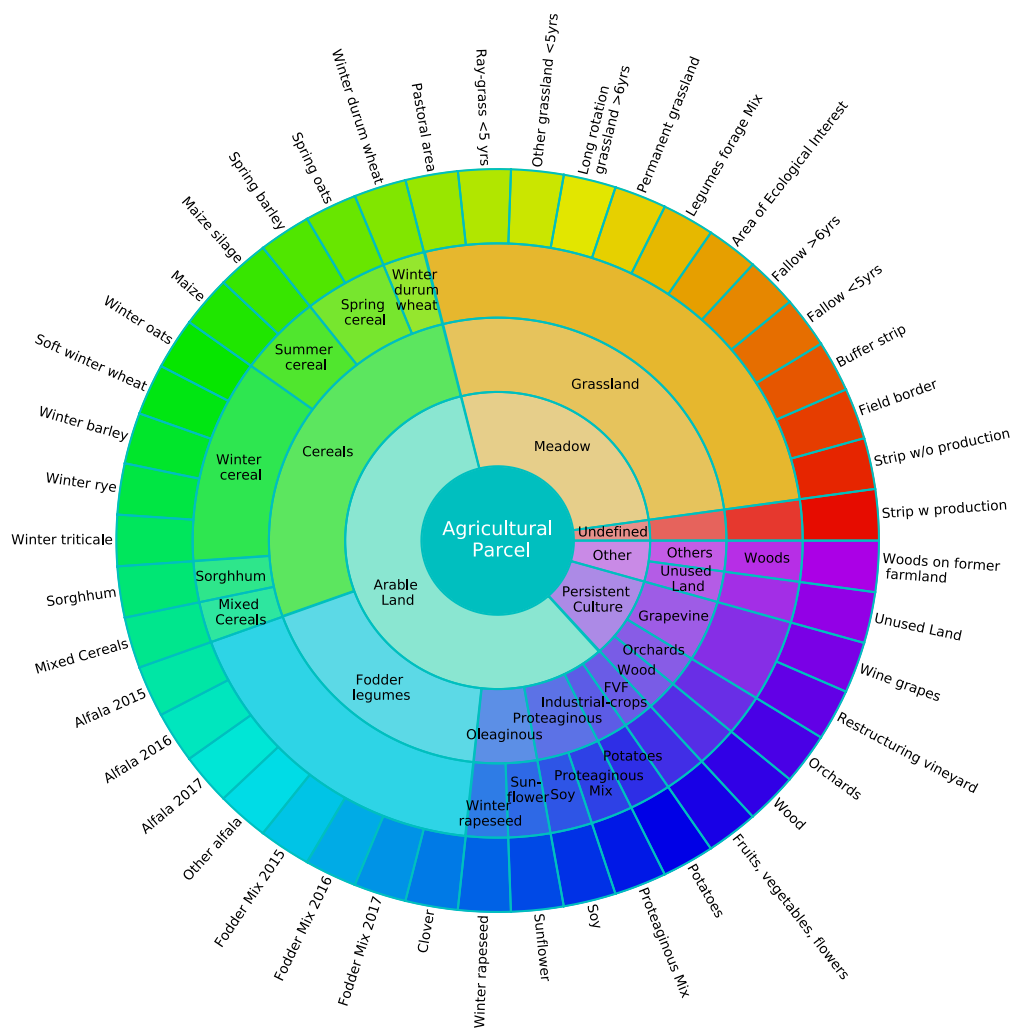 Agricultural
Parcel
Meadow
Undefined
Other
Persistent
Culture
Arable
Land
Grassland
Others
Unused
Land
Grapevine
Orchards
Wood
FVF
Industrial-crops
Proteaginous
Oleaginous
Fodder
legumes
Cereals
Woods
Potatoes
Proteaginous
Mix
Soy
Sun-
flower
Winter
rapeseed
Mixed
Cereals
Sorghhum
Winter
cereal
Summer
cereal
Spring
cereal
Winter
durum
wheat
Strip w production
Strip w/o production
Field border
Buffer strip
Fallow <5yrs
Fallow >6yrs
Area of Ecological Interest
Legumes forage Mix
Permanent grassland
Long rotation
grassland >6yrs
Other grassland <5yrs
Ray-grass <5 yrs
Pastoral area
Winter durum wheat
Spring oats
Spring barley
Maize silage
Maize
Winter oats
Soft winter wheat
Winter barley
Winter rye
Winter triticale
Sorghhum
Mixed Cereals
Alfala 2015
Alfala 2016
Alfala 2017
Other alfala
Fodder Mix 2015
Fodder Mix 2016
Fodder Mix 2017
Clover
Winter rapeseed
Sunflower
Soy
Proteaginous Mix
Potatoes
Fruits, vegetables, flowers
Wood
Orchards
Restructuring vineyard
Wine grapes
Unused Land
Woods on former
farmland